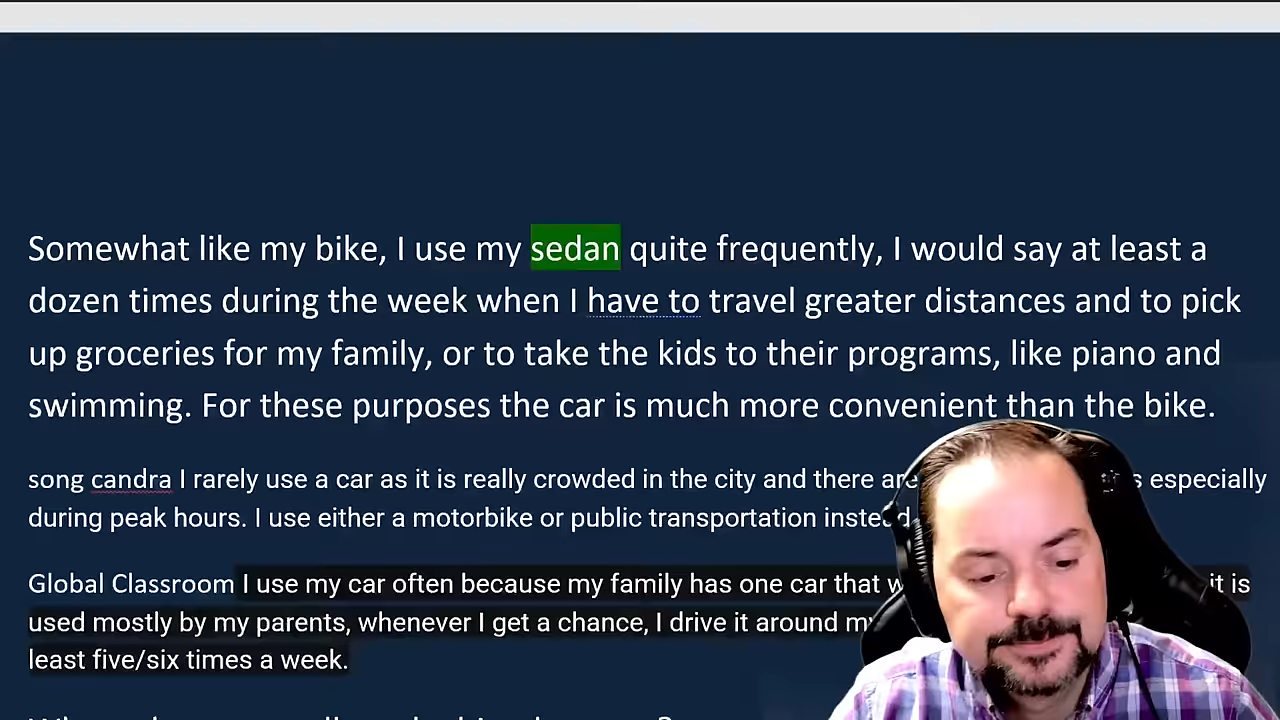 Somewhat like my bike, I use my sedan quite frequently, I would say at least a
dozen times during the week when I have to travel greater distances and to pick
up groceries for my family, or to take the kids to their programs, like piano and
swimming. For these purposes the car is much more convenient than the bike.
song candra I rarely use a car as it is really crowded in the city and there are especially
during peak hours. I use either a motorbike or public transportation instead
Global Classroom I use my car often because my family has one car that it is
used mostly by my parents, whenever I get a chance, I drive it around
least five/six times a week.